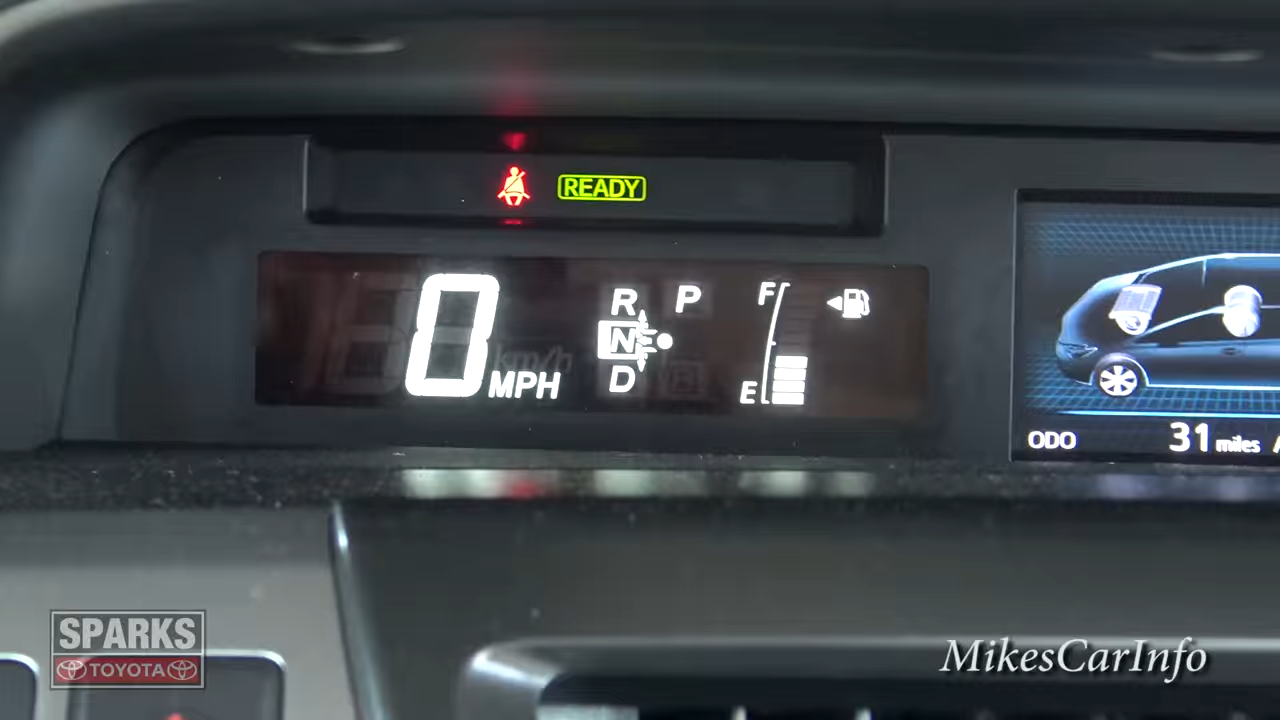 READY
0 MPH
km/h
R
N
D
P
F
E
ODO 31 miles
SPARKS
TOYOTA
MikesCarInfo